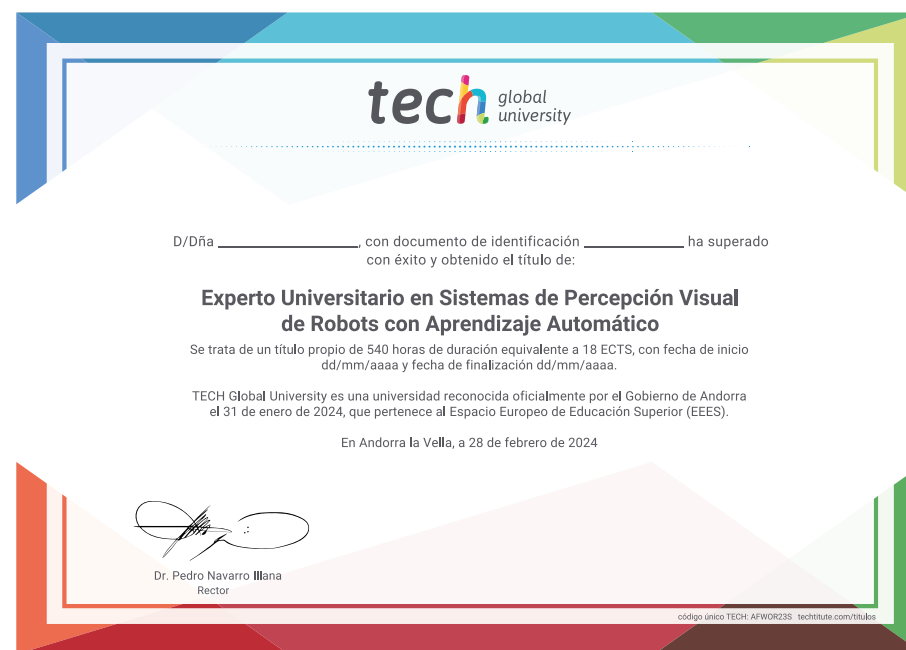 tech global
university
D/Dña ____________________, con documento de identificación ______________ ha superado
con éxito y obtenido el título de:
Experto Universitario en Sistemas de Percepción Visual
de Robots con Aprendizaje Automático
Se trata de un título propio de 540 horas de duración equivalente a 18 ECTS, con fecha de inicio
dd/mm/aaaa y fecha de finalización dd/mm/aaaa.
TECH Global University es una universidad reconocida oficialmente por el Gobierno de Andorra
el 31 de enero de 2024, que pertenece al Espacio Europeo de Educación Superior (EEES).
En Andorra la Vella, a 28 de febrero de 2024
Dr. Pedro Navarro Illana
Rector
código único TECH: AFWOR23S techtitute.com/titulos